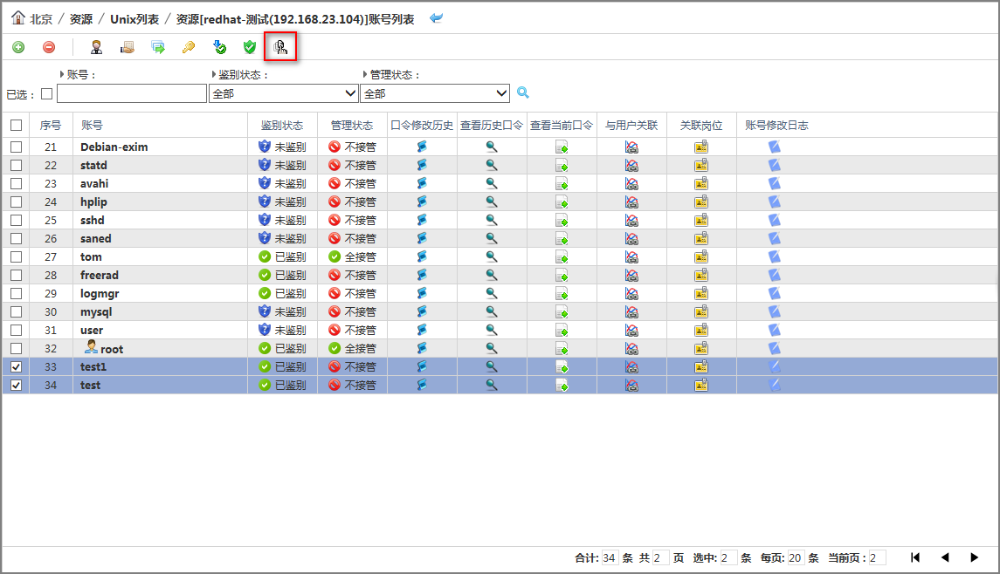 北京 / 资源 / Unix列表 / 资源[redhat-测试(192.168.23.104)]账号列表
账号： 鉴别状态： 管理状态：
已选： 全部 全部
序号 账号 鉴别状态 管理状态 口令修改历史 查看历史口令 查看当前口令 与用户关联 关联岗位 账号修改日志
21 Debian-exim 未鉴别 不接管
22 statd 未鉴别 不接管
23 avahi 未鉴别 不接管
24 hplip 未鉴别 不接管
25 sshd 未鉴别 不接管
26 saned 未鉴别 不接管
27 tom 已鉴别 全接管
28 freerad 已鉴别 不接管
29 logmgr 已鉴别 不接管
30 mysql 未鉴别 不接管
31 user 未鉴别 不接管
32 root 已鉴别 全接管
33 test1 已鉴别 不接管
34 test 已鉴别 不接管
合计: 34 条 共 2 页 选中: 2 条 每页: 20 条 当前页： 2